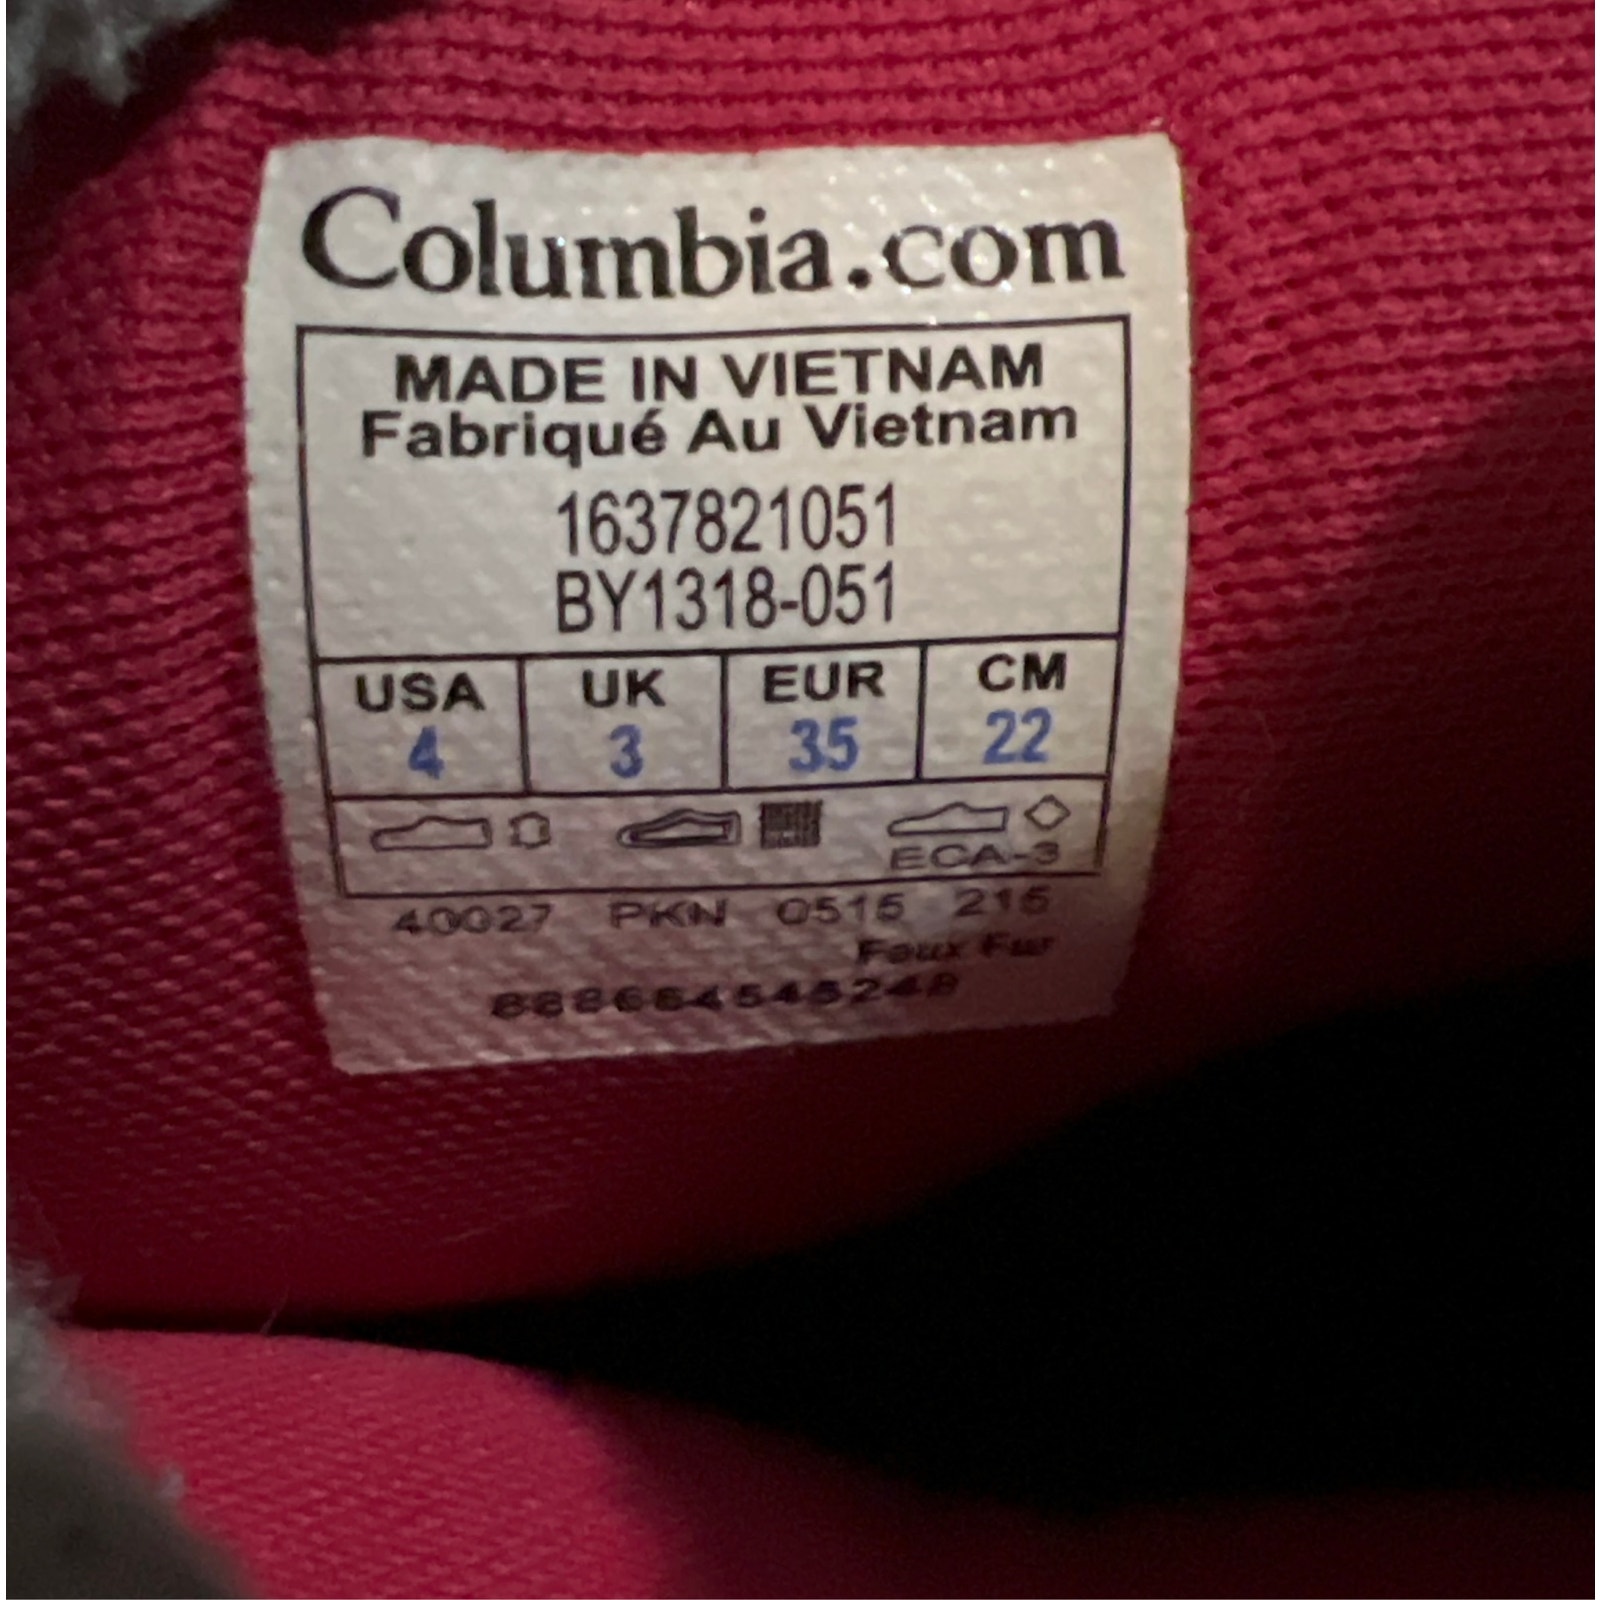 Columbia.com
MADE IN VIETNAM
Fabriqué Au Vietnam
1637821051
BY1318-051
USA UK EUR CM
4 3 35 22
ECA-3
40027 PKN 0515 215
Faux Fur